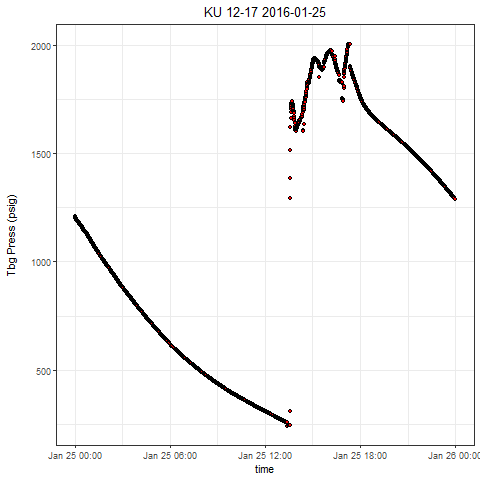 KU 12-17 2016-01-25
Tbg Press (psig)
2000
1500
1000
500
Jan 25 00:00
Jan 25 06:00
Jan 25 12:00
Jan 25 18:00
Jan 26 00:00
time